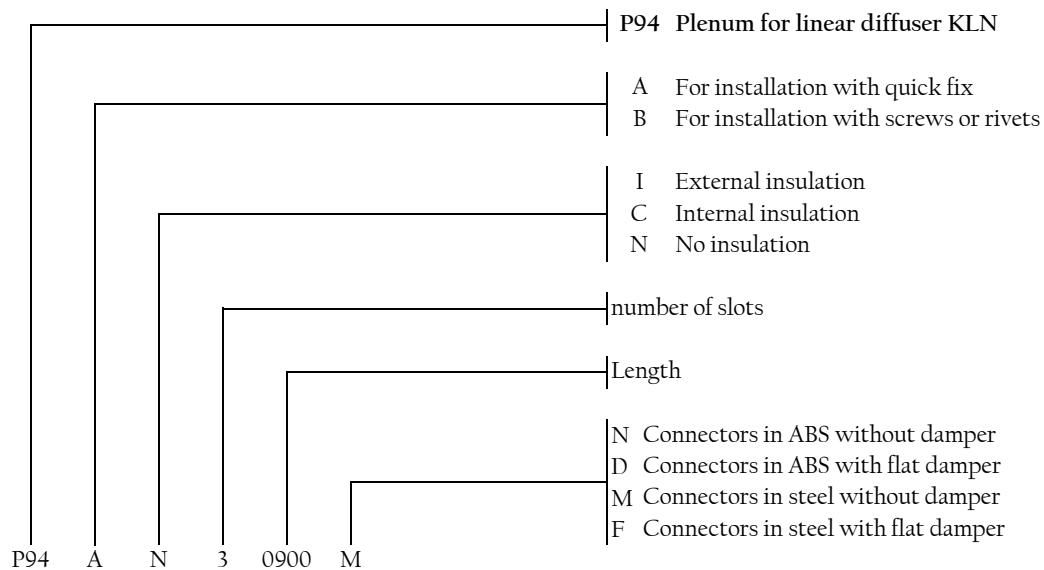 P94 Plenum for linear diffuser KLN
A For installation with quick fix
B For installation with screws or rivets
I External insulation
C Internal insulation
N No insulation
number of slots
Length
N Connectors in ABS without damper
D Connectors in ABS with flat damper
M Connectors in steel without damper
F Connectors in steel with flat damper
P94 A N 3 0900 M